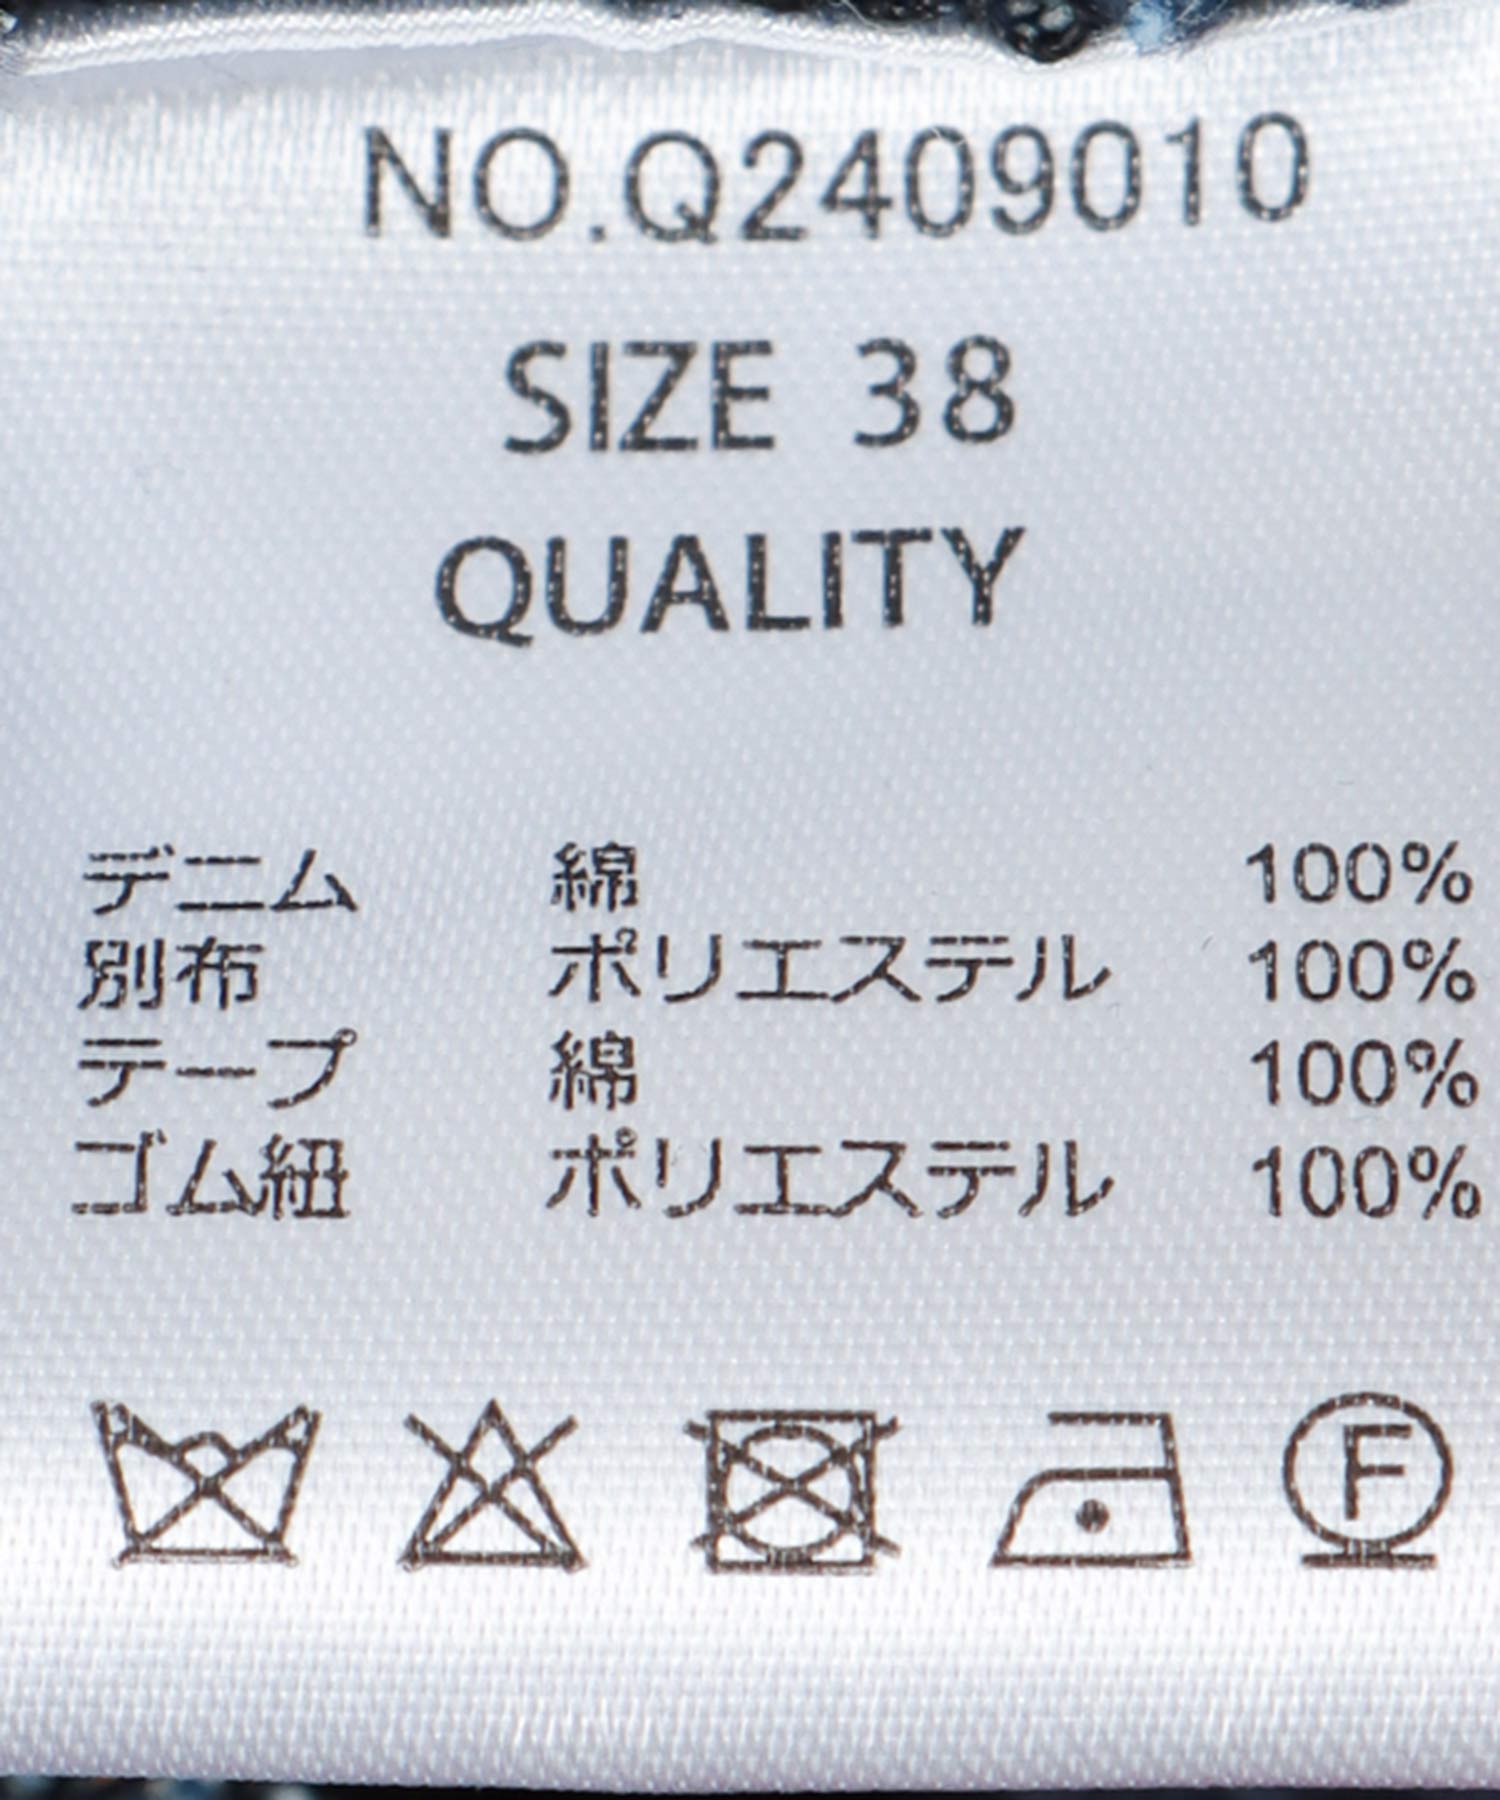 NO.Q2409010
SIZE 38
QUALITY
デニム 綿 100%
別布 ポリエステル 100%
テープ 綿 100%
ゴム紐 ポリエステル 100%
F